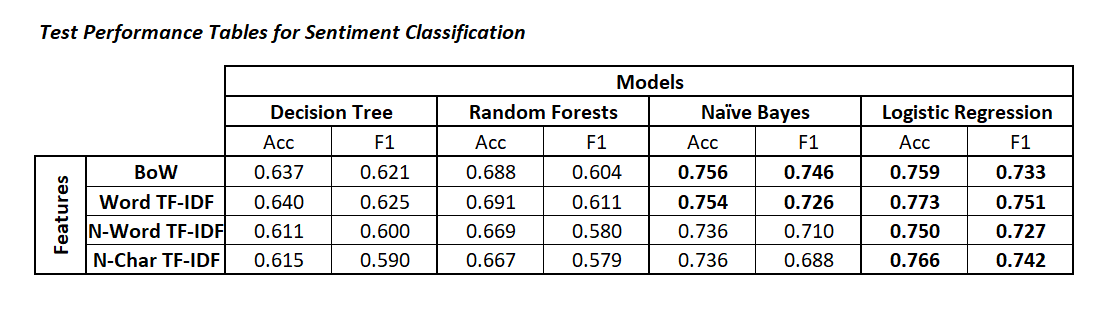 Test Performance Tables for Sentiment Classification
Models
Decision Tree Random Forests Naïve Bayes Logistic Regression
Acc F1 Acc F1 Acc F1 Acc F1
Features
BoW 0.637 0.621 0.688 0.604 0.756 0.746 0.759 0.733
Word TF-IDF 0.640 0.625 0.691 0.611 0.754 0.726 0.773 0.751
N-Word TF-IDF 0.611 0.600 0.669 0.580 0.736 0.710 0.750 0.727
N-Char TF-IDF 0.615 0.590 0.667 0.579 0.736 0.688 0.766 0.742